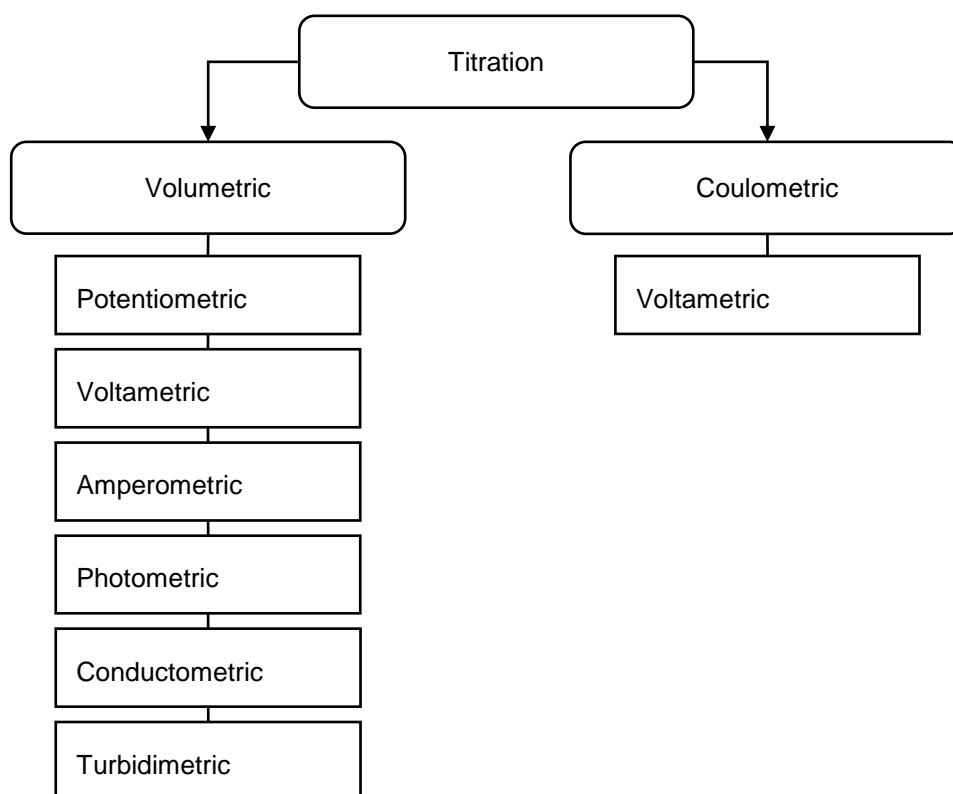 Titration
Volumetric
Coulometric
Potentiometric
Voltametric
Voltametric
Amperometric
Photometric
Conductometric
Turbidimetric